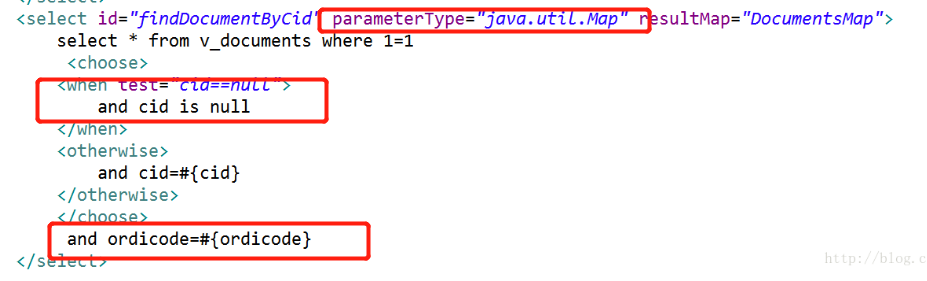 </select>
<select id="findDocumentByCid" parameterType="java.util.Map" resultMap="DocumentsMap">
select * from v_documents where 1=1
<choose>
<when test="cid==null">
and cid is null
</when>
<otherwise>
and cid=#{cid}
</otherwise>
</choose>
and ordicode=#{ordicode}
</select>
http://blog.c